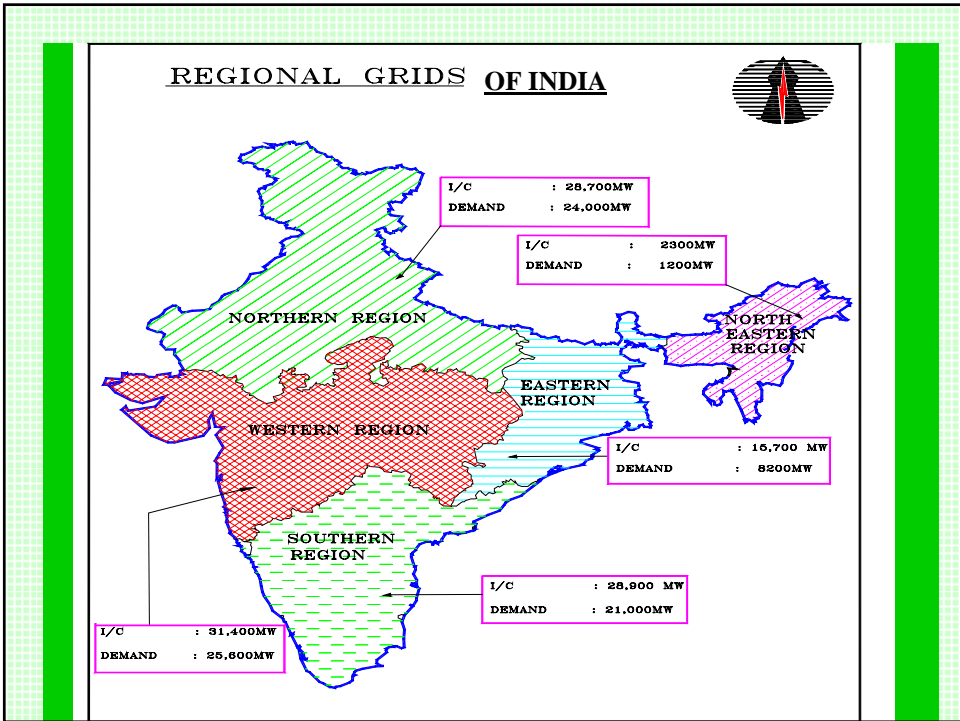 REGIONAL GRIDS OF INDIA
I/C : 28,700MW
DEMAND : 24,000MW
I/C : 2300MW
DEMAND : 1200MW
NORTHERN REGION
NORTH
EASTERN
REGION
EASTERN
REGION
WESTERN REGION
I/C : 15,700 MW
DEMAND : 8200MW
SOUTHERN
REGION
I/C : 28,900 MW
DEMAND : 21,000MW
I/C : 31,400MW
DEMAND : 25,600MW